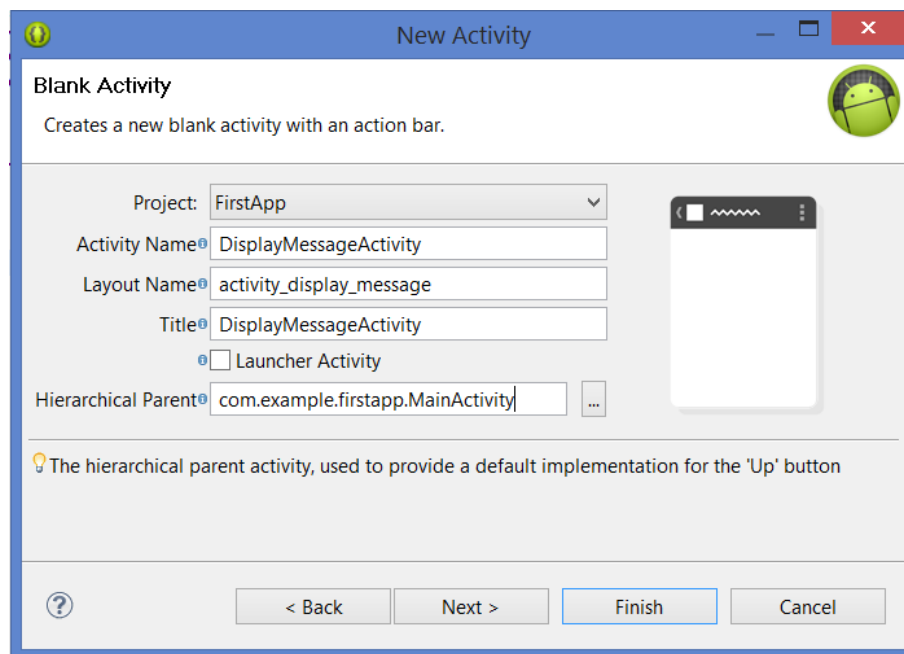 New Activity
Blank Activity
Creates a new blank activity with an action bar.
Project: FirstApp
Activity Name DisplayMessageActivity
Layout Name activity_display_message
Title DisplayMessageActivity
Launcher Activity
Hierarchical Parent com.example.firstapp.MainActivity ...
The hierarchical parent activity, used to provide a default implementation for the 'Up' button
? < Back Next > Finish Cancel